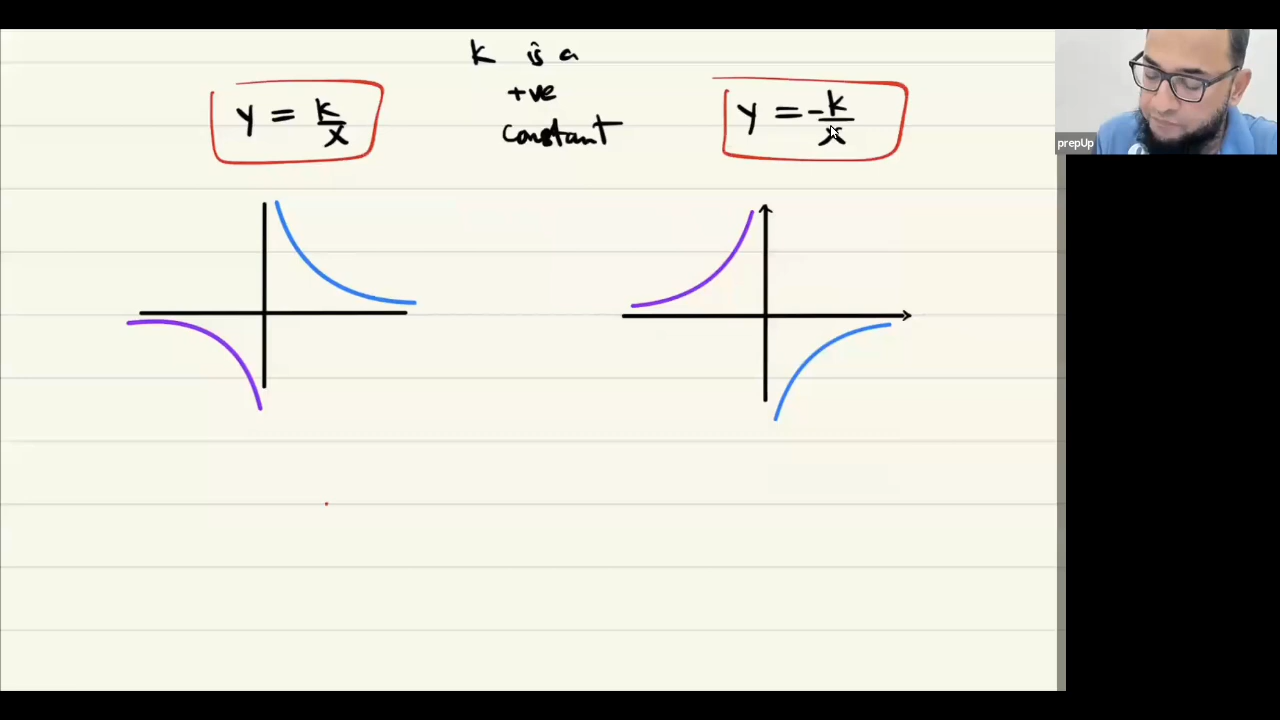 k is a
+ve
constant
y = k/x
y = -k/x
prepUp